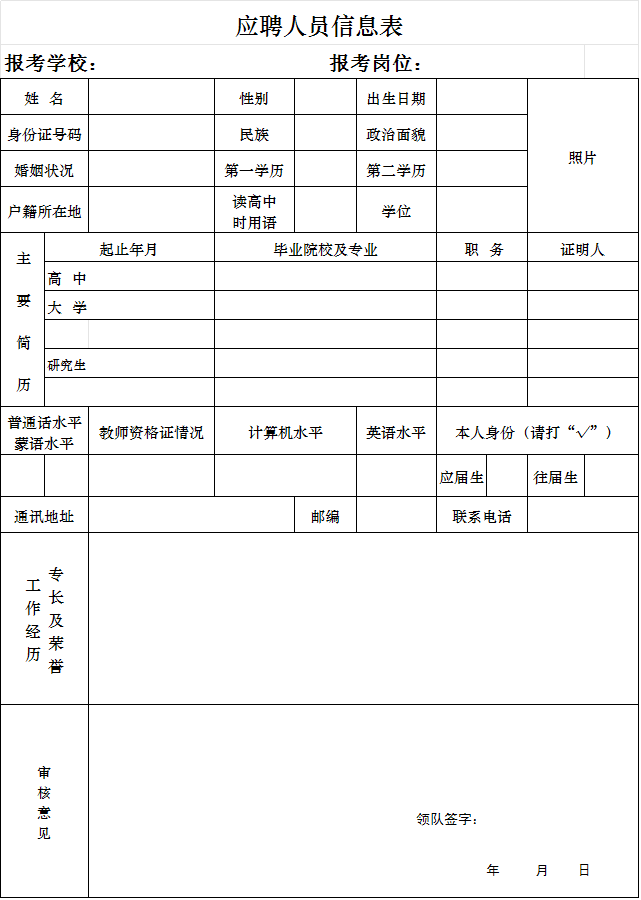 应聘人员信息表
报考学校： 报考岗位：
姓 名 性别 出生日期
身份证号码 民族 政治面貌
照片
婚姻状况 第一学历 第二学历
户籍所在地 读高中
时用语 学位
主要简历
起止年月 毕业院校及专业 职 务 证明人
高 中
大 学
研究生
普通话水平
蒙语水平 教师资格证情况 计算机水平 英语水平 本人身份（请打“√”）
应届生 往届生
通讯地址 邮编 联系电话
工作经历
专长及荣誉
审核意见
领队签字：
年 月 日